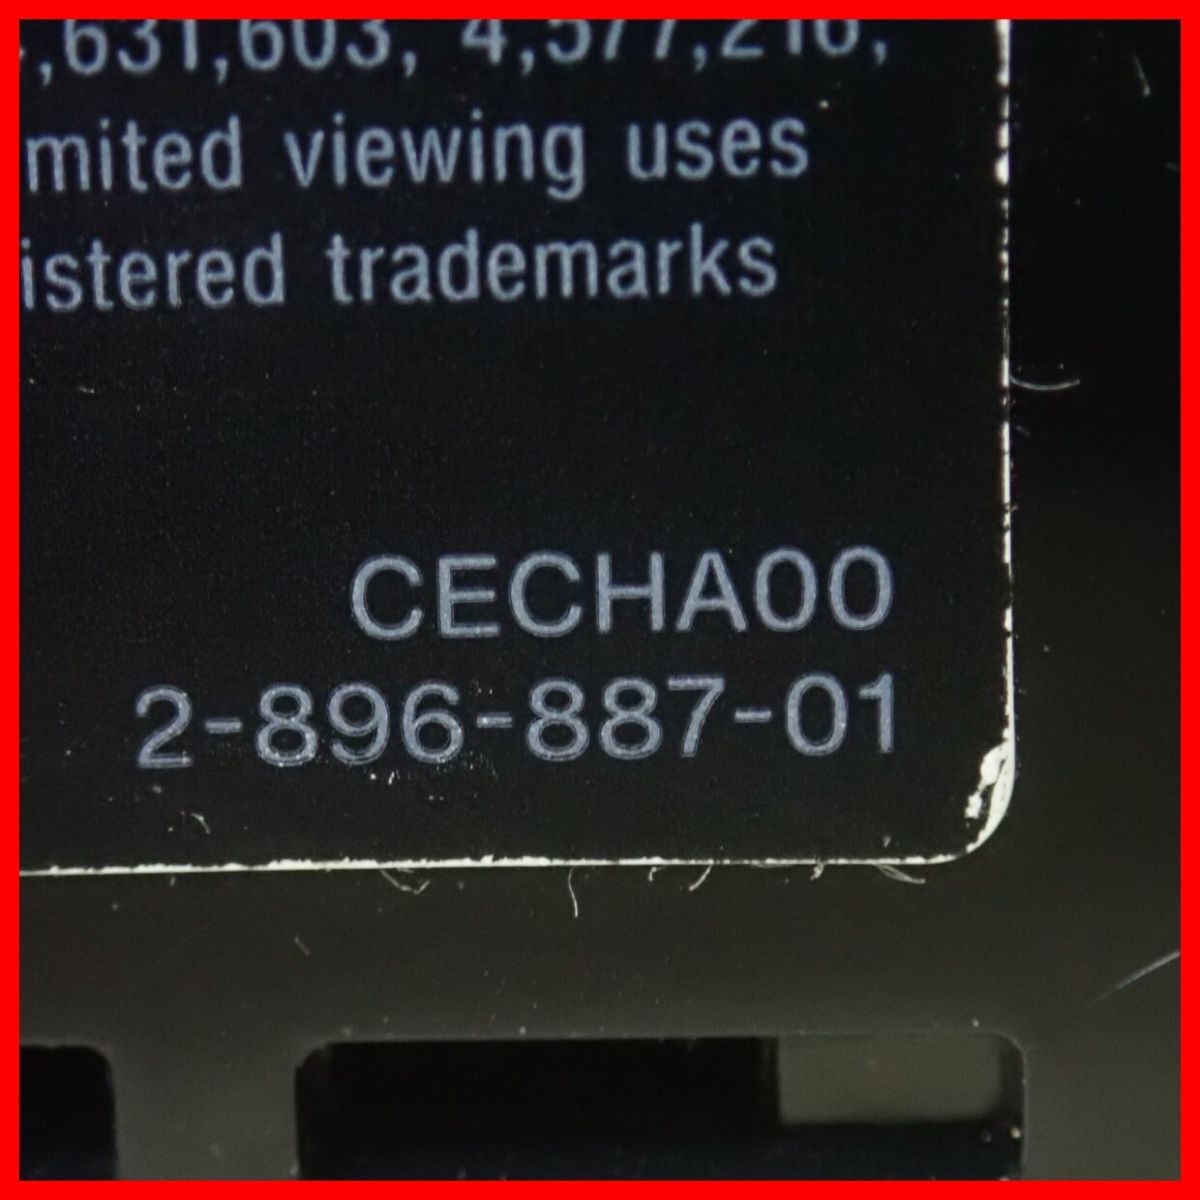 ,631,603, 4,577,216,
mited viewing uses
istered trademarks
CECHA00
2-896-887-01